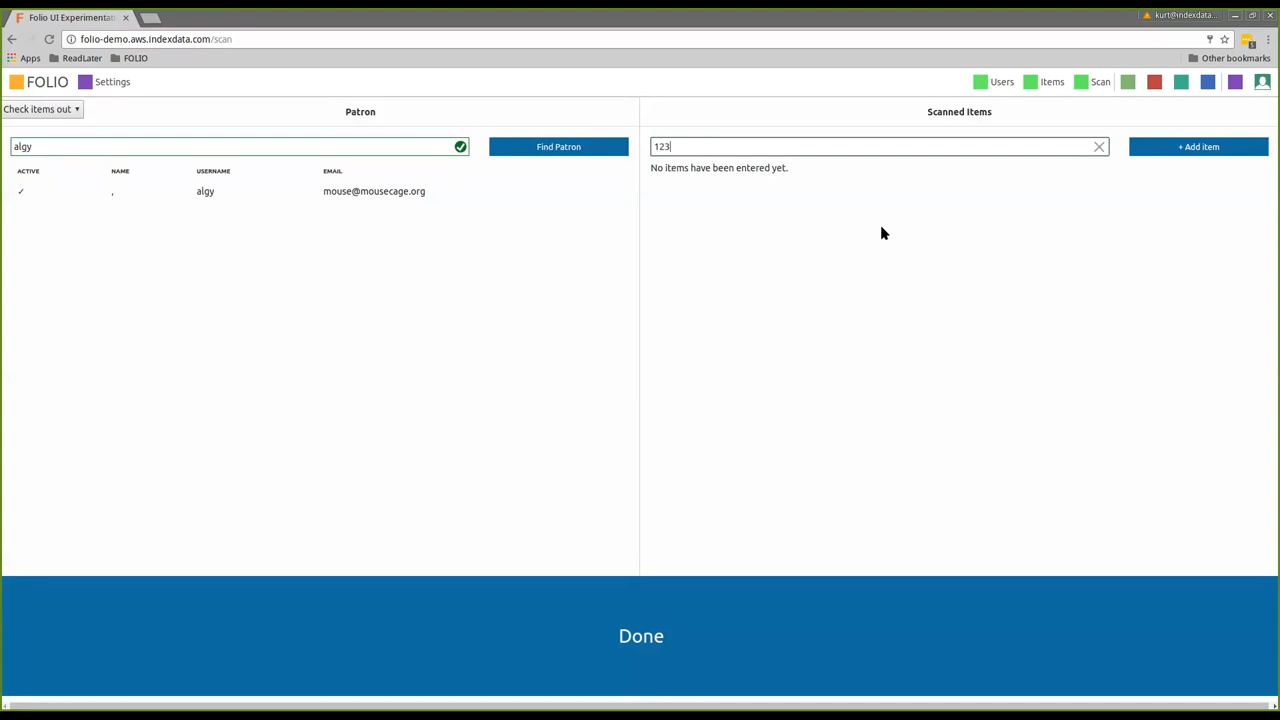 Folio UI Experimentati
kurt@indexdata...
folio-demo.aws.indexdata.com/scan
5
Apps ReadLater FOLIO Other bookmarks
FOLIO Settings Users Items Scan
Check items out ▾ Patron Scanned Items
algy Find Patron 123 + Add item
ACTIVE NAME USERNAME EMAIL No items have been entered yet.
✓ , algy mouse@mousecage.org
Done